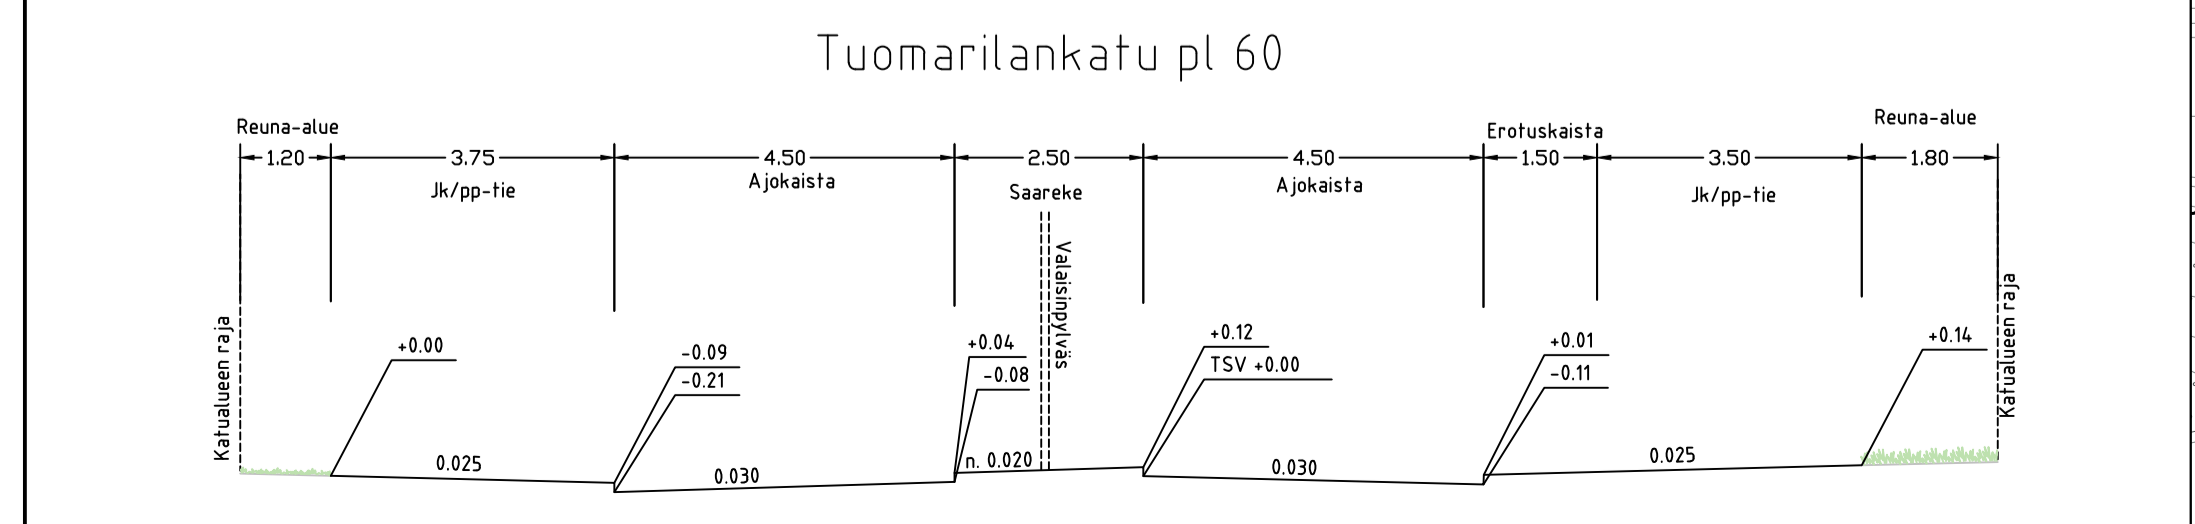 Tuomarilankatu pl 60
Reuna-alue
Erotuskaista
Reuna-alue
1.20
3.75
4.50
2.50
4.50
1.50
3.50
1.80
Jk/pp-tie
Ajokaista
Saareke
Ajokaista
Jk/pp-tie
Valaisinpylväs
Katualueen raja
Katualueen raja
+0.00
-0.09
-0.21
+0.04
-0.08
+0.12
TSV +0.00
+0.01
-0.11
+0.14
0.025
0.030
n. 0.020
0.030
0.025